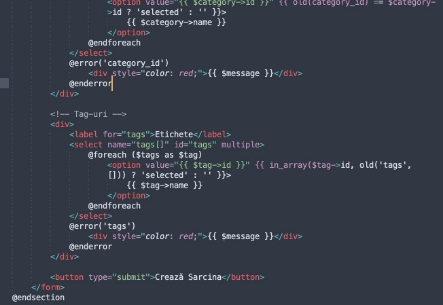 <option value="{{ $category->id }}" {{ old('category_id') == $category-
>id ? 'selected' : '' }}>
{{ $category->name }}
</option>
@endforeach
</select>
@error('category_id')
<div style="color: red;">{{ $message }}</div>
@enderror
</div>
<!-- Tag-uri -->
<div>
<label for="tags">Etichete</label>
<select name="tags[]" id="tags" multiple>
@foreach ($tags as $tag)
<option value="{{ $tag->id }}" {{ in_array($tag->id, old('tags',
[])) ? 'selected' : '' }}>
{{ $tag->name }}
</option>
@endforeach
</select>
@error('tags')
<div style="color: red;">{{ $message }}</div>
@enderror
</div>
<button type="submit">Crează Sarcina</button>
</form>
@endsection